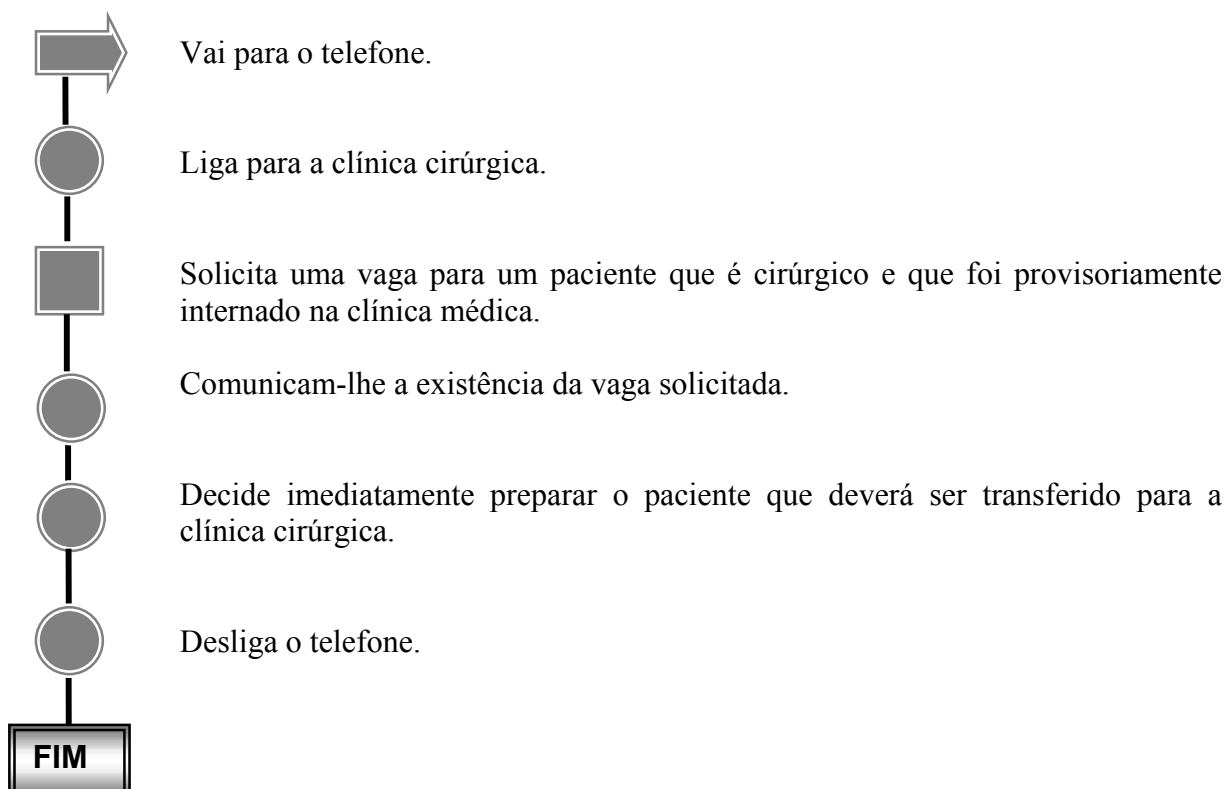 Vai para o telefone.
Liga para a clínica cirúrgica.
Solicita uma vaga para um paciente que é cirúrgico e que foi provisoriamente
internado na clínica médica.
Comunicam-lhe a existência da vaga solicitada.
Decide imediatamente preparar o paciente que deverá ser transferido para a
clínica cirúrgica.
Desliga o telefone.
FIM